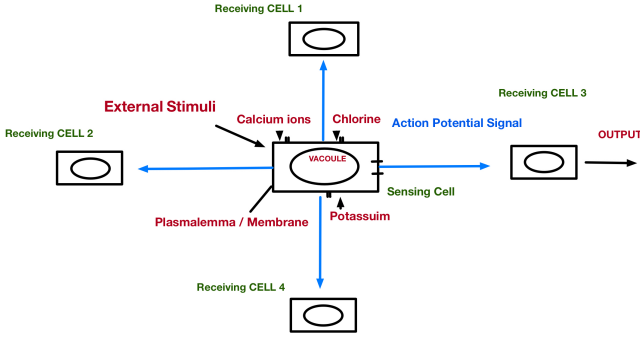 Receiving CELL 1
Receiving CELL 3
External Stimuli
Calcium ions
Chlorine
Action Potential Signal
Receiving CELL 2
OUTPUT
VACOULE
Sensing Cell
Plasmalemma / Membrane
Potassuim
Receiving CELL 4